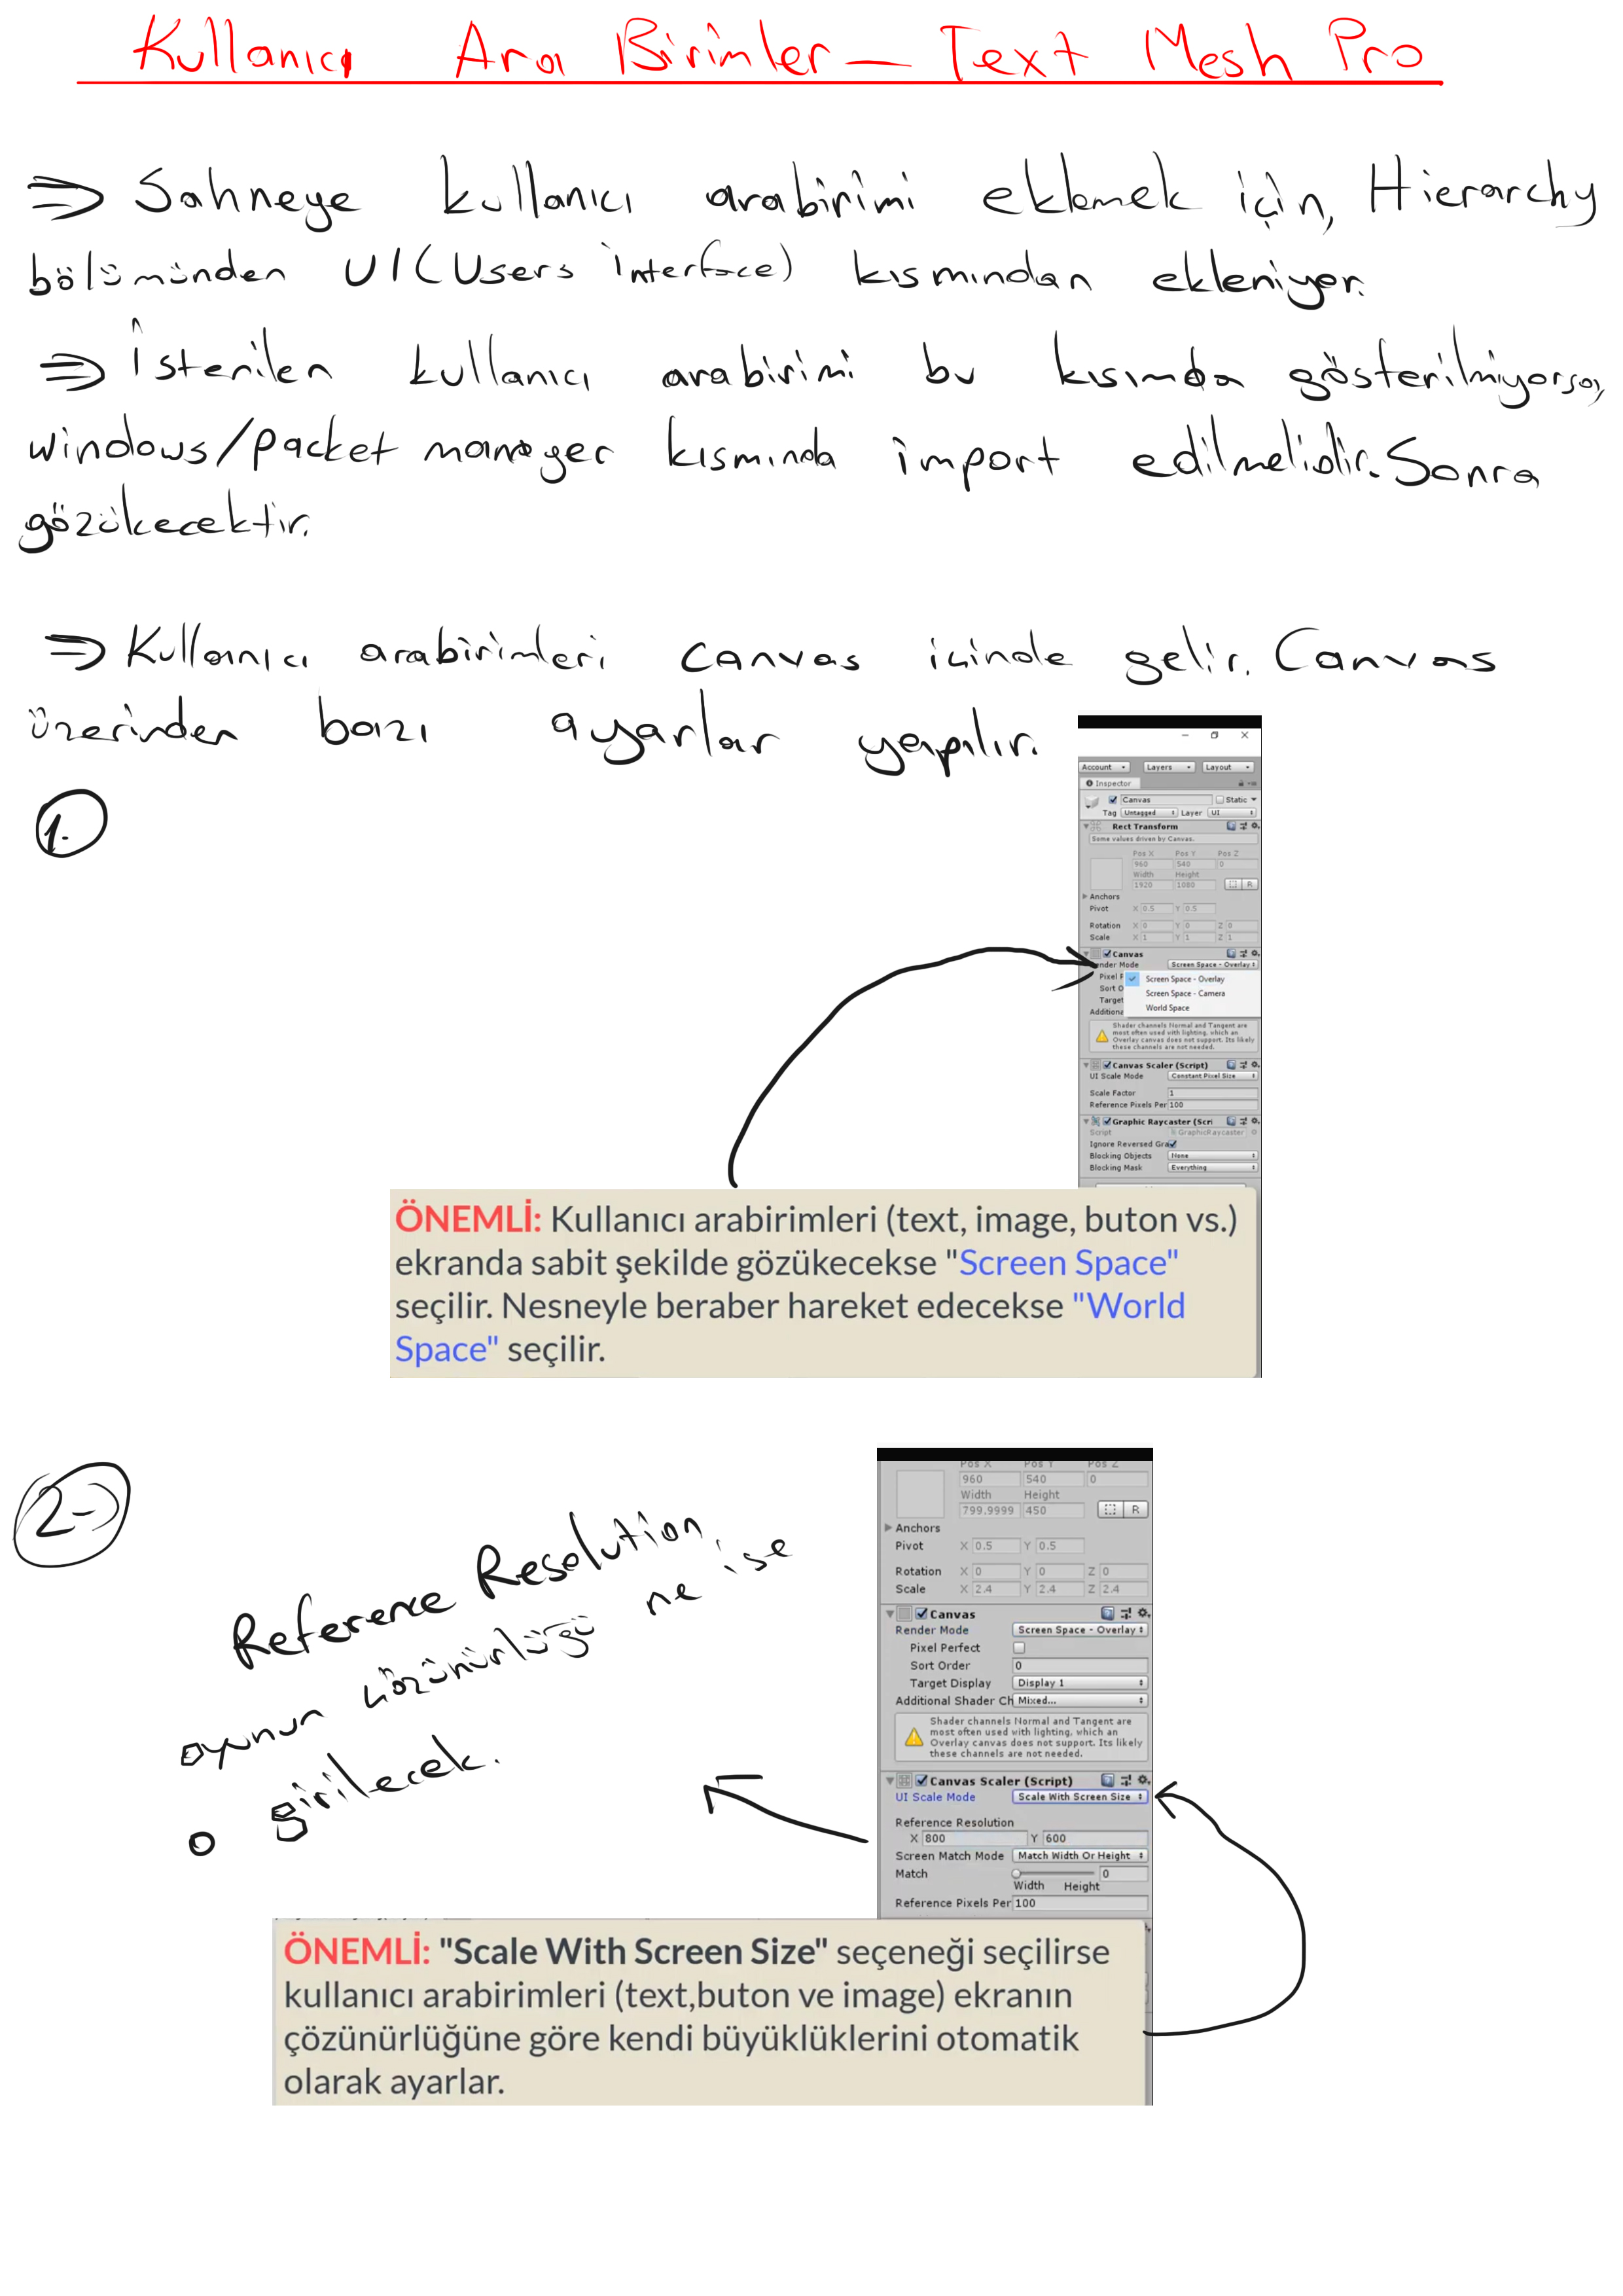 Kullanıcı Ara Birimler — Text Mesh Pro
⇒ Sahneye kullanıcı arabirimi eklemek için, Hierarchy
bölümünden UI(Users interface) kısmından ekleniyor.
⇒ İstenilen kullanıcı arabirimi bu kısımda gösterilmiyorsa,
windows/packet manager kısmında import edilmelidir. Sonra
gözükecektir.
⇒ Kullanıcı arabirimleri canvas içinde gelir. Canvas
üzerinden bazı ayarlar yapılır.
1.
Account Layers Layout
Inspector
Canvas Static
Tag Untagged Layer UI
Rect Transform
Some values driven by Canvas.
Pos X Pos Y Pos Z
960 540 0
Width Height
1920 1080 R
Anchors
Pivot X 0.5 Y 0.5
Rotation X 0 Y 0 Z 0
Scale X 1 Y 1 Z 1
Canvas
nder Mode Screen Space - Overlay
Pixel P Screen Space - Overlay
Sort O Screen Space - Camera
Target World Space
Additiona
Shader channels Normal and Tangent are
most often used with lighting, which an
Overlay canvas does not support. Its likely
these channels are not needed.
Canvas Scaler (Script)
UI Scale Mode Constant Pixel Size
Scale Factor 1
Reference Pixels Per 100
Graphic Raycaster (Scri
Script GraphicRaycaster
Ignore Reversed Gra
Blocking Objects None
Blocking Mask Everything
ÖNEMLİ: Kullanıcı arabirimleri (text, image, buton vs.)
ekranda sabit şekilde gözükecekse "Screen Space"
seçilir. Nesneyle beraber hareket edecekse "World
Space" seçilir.
2-)
Reference Resolution,
oyunun çözünürlüğü ne ise
o girilecek.
Pos X Pos Y Pos Z
960 540 0
Width Height
799.9999 450 R
Anchors
Pivot X 0.5 Y 0.5
Rotation X 0 Y 0 Z 0
Scale X 2.4 Y 2.4 Z 2.4
Canvas
Render Mode Screen Space - Overlay
Pixel Perfect
Sort Order 0
Target Display Display 1
Additional Shader Ch Mixed...
Shader channels Normal and Tangent are
most often used with lighting, which an
Overlay canvas does not support. Its likely
these channels are not needed.
Canvas Scaler (Script)
UI Scale Mode Scale With Screen Size
Reference Resolution
X 800 Y 600
Screen Match Mode Match Width Or Height
Match 0
Width Height
Reference Pixels Per 100
ÖNEMLİ: "Scale With Screen Size" seçeneği seçilirse
kullanıcı arabirimleri (text,buton ve image) ekranın
çözünürlüğüne göre kendi büyüklüklerini otomatik
olarak ayarlar.